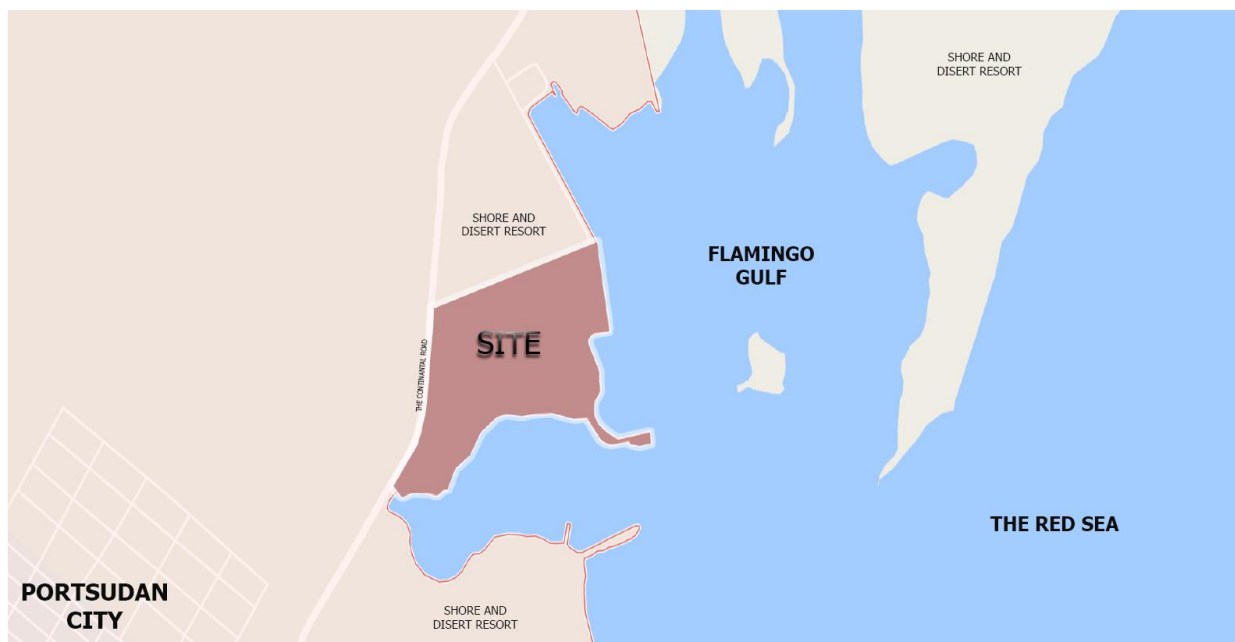 SHORE AND
DISERT RESORT
SHORE AND
DISERT RESORT
FLAMINGO
GULF
SITE
THE CONTINANTAL ROAD
THE RED SEA
PORTSUDAN
CITY
SHORE AND
DISERT RESORT